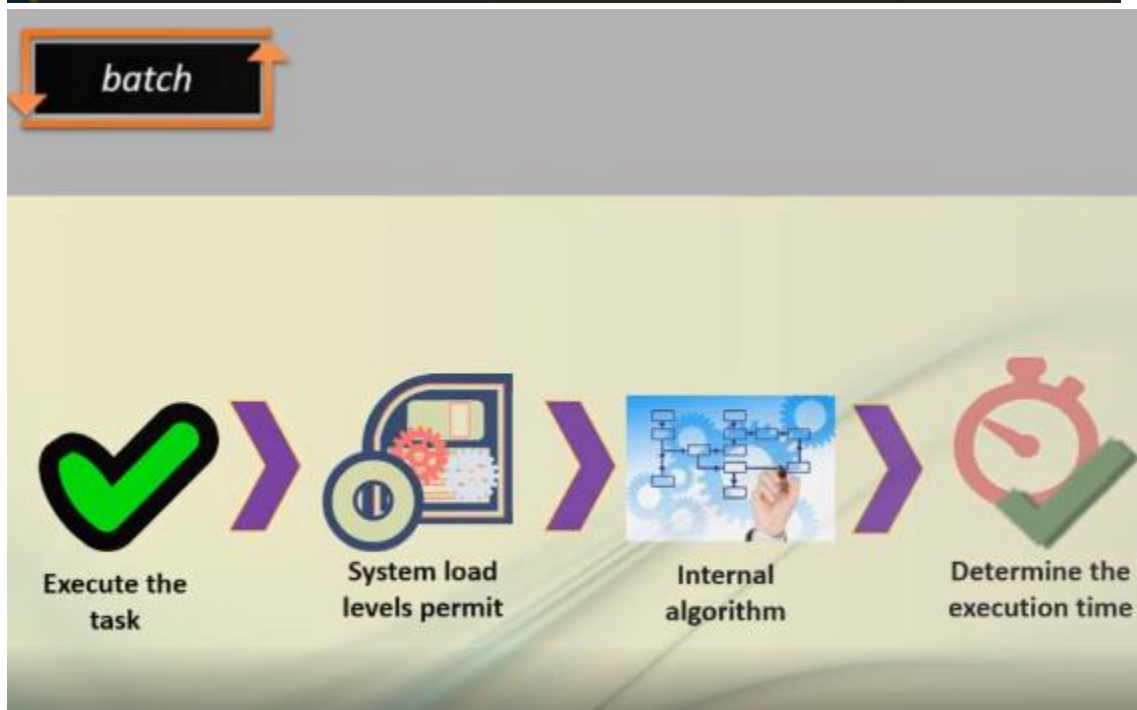 batch
Execute the
task
System load
levels permit
Internal
algorithm
Determine the
execution time